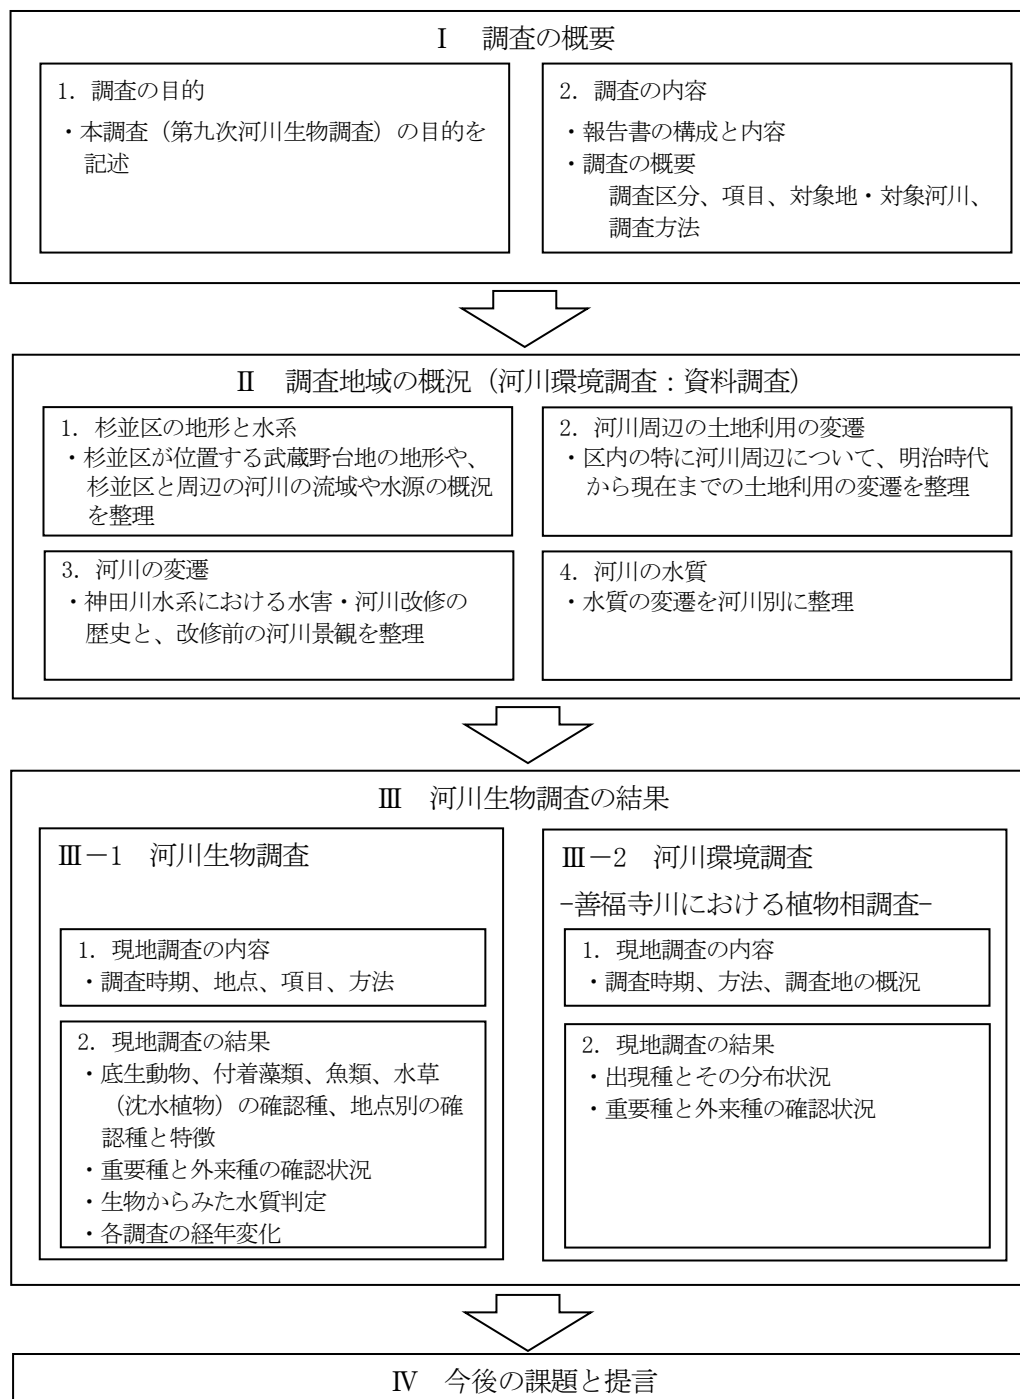 Ⅰ　調査の概要
1．調査の目的
・本調査（第九次河川生物調査）の目的を
記述
2．調査の内容
・報告書の構成と内容
・調査の概要
調査区分、項目、対象地・対象河川、
調査方法
Ⅱ　調査地域の概況（河川環境調査：資料調査）
1．杉並区の地形と水系
・杉並区が位置する武蔵野台地の地形や、
杉並区と周辺の河川の流域や水源の概況
を整理
2．河川周辺の土地利用の変遷
・区内の特に河川周辺について、明治時代
から現在までの土地利用の変遷を整理
3．河川の変遷
・神田川水系における水害・河川改修の
歴史と、改修前の河川景観を整理
4．河川の水質
・水質の変遷を河川別に整理
Ⅲ　河川生物調査の結果
Ⅲ－1　河川生物調査
1．現地調査の内容
・調査時期、地点、項目、方法
2．現地調査の結果
・底生動物、付着藻類、魚類、水草
（沈水植物）の確認種、地点別の確
認種と特徴
・重要種と外来種の確認状況
・生物からみた水質判定
・各調査の経年変化
Ⅲ－2　河川環境調査
-善福寺川における植物相調査-
1．現地調査の内容
・調査時期、方法、調査地の概況
2．現地調査の結果
・出現種とその分布状況
・重要種と外来種の確認状況
Ⅳ　今後の課題と提言